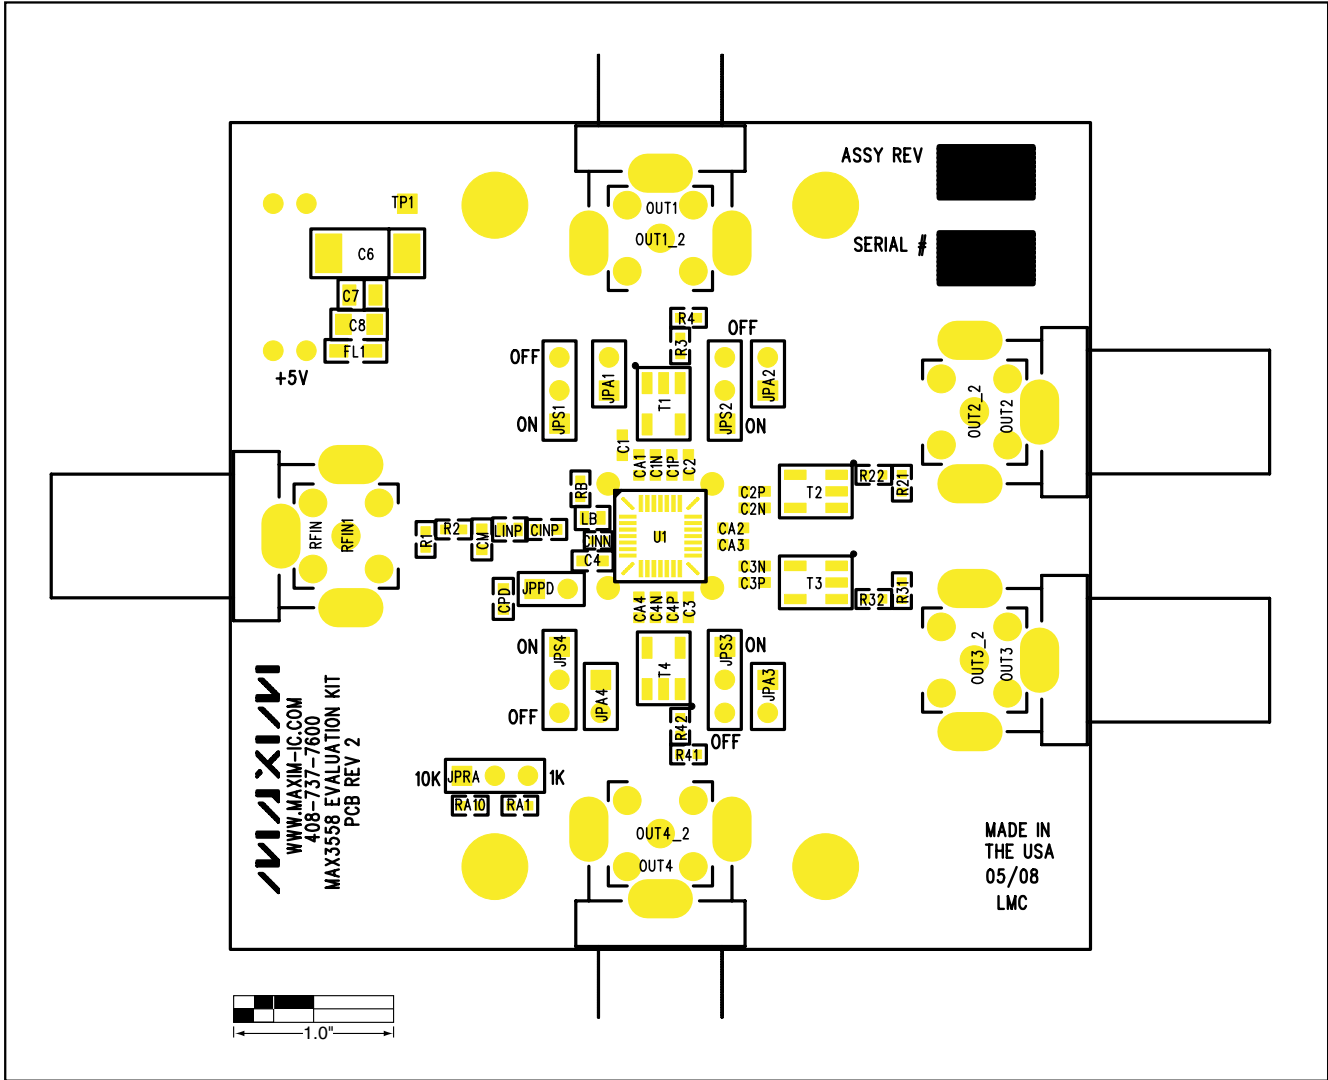 ASSY REV
SERIAL #
TP1
C6
C7
C8
FL1
+5V
OUT1
OUT1_2
R4
R3
OFF
OFF
JPS1
ON
JPA1
T1
JPS2
ON
JPA2
OUT2_2
OUT2
C1
CA1
C1N
C1P
C2
RB
LB
CINN
C4
U1
C2P
C2N
CA2
CA3
C3N
C3P
T2
R22
R21
T3
R32
R31
RFIN
RFIN1
R1
R2
CM
LINP
CINP
CPD
JPPD
CA4
C4N
C4P
C3
ON
JPS4
OFF
JPA4
T4
JPS3
ON
JPA3
OFF
R42
R41
OUT3_2
OUT3
MAXIM
WWW.MAXIM-IC.COM
408-737-7600
MAX3558 EVALUATION KIT
PCB REV 2
10K
JPRA
1K
RA10
RA1
OUT4_2
OUT4
MADE IN
THE USA
05/08
LMC
1.0"